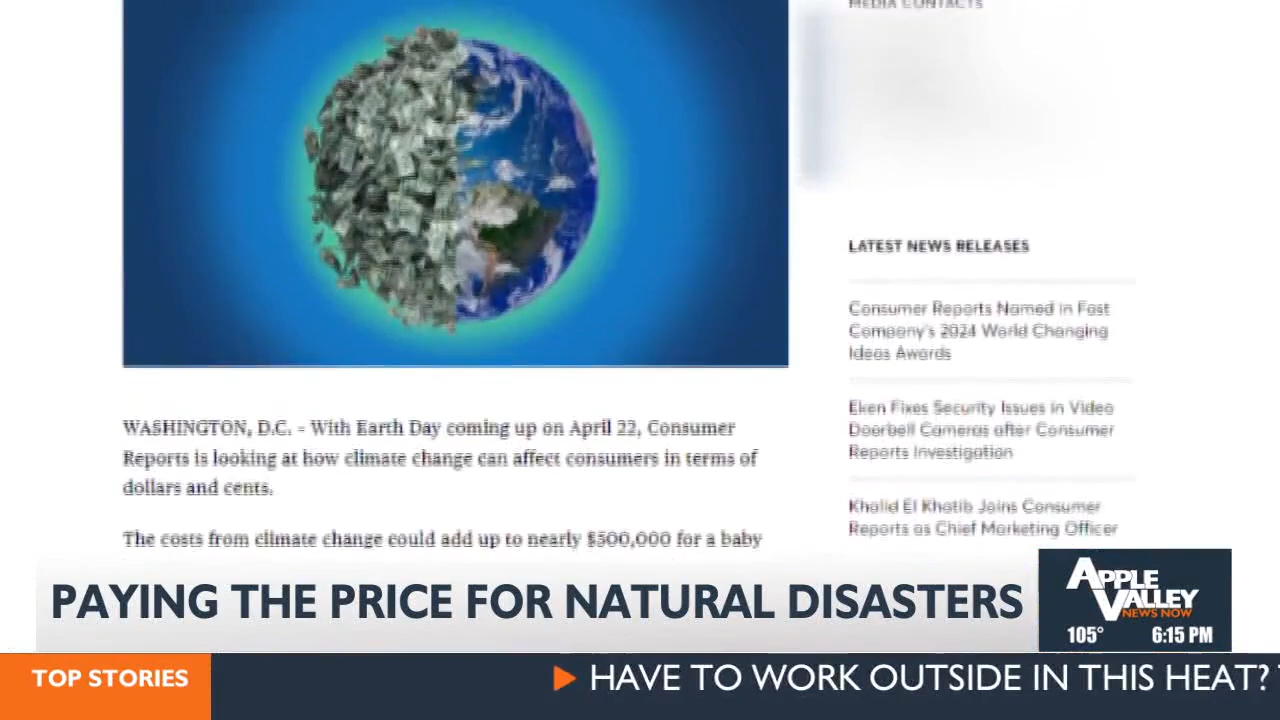 MEDIA CONTACTS
LATEST NEWS RELEASES
Consumer Reports Named in Fast
Company's 2024 World Changing
Ideas Awards
Eken Fixes Security Issues in Video
Doorbell Cameras after Consumer
Reports Investigation
Khalid El Khatib Joins Consumer
Reports as Chief Marketing Officer
WASHINGTON, D.C. – With Earth Day coming up on April 22, Consumer
Reports is looking at how climate change can affect consumers in terms of
dollars and cents.
The costs from climate change could add up to nearly $500,000 for a baby
PAYING THE PRICE FOR NATURAL DISASTERS
APPLE
VALLEY
NEWS NOW
105° 6:15 PM
TOP STORIES
HAVE TO WORK OUTSIDE IN THIS HEAT?